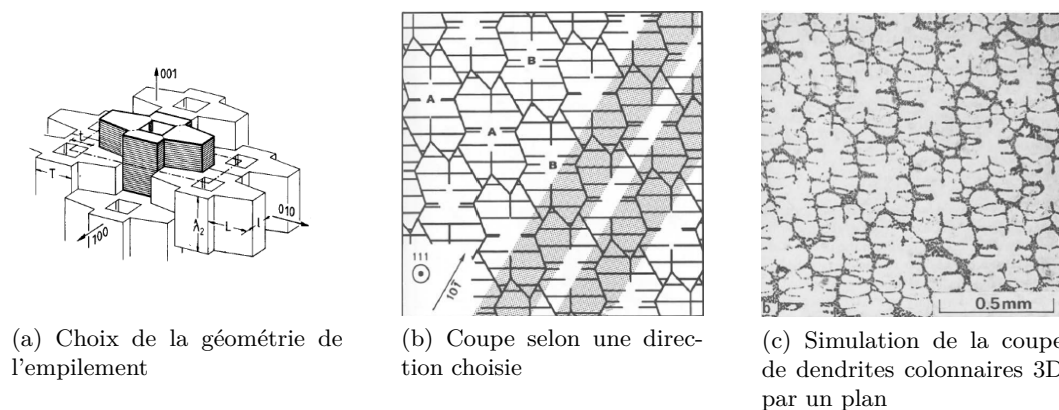 001
T
L
l
λ2
100
010
B
A
A
B
111
101̄
b
0.5mm
(a) Choix de la géométrie de
l'empilement
(b) Coupe selon une direc-
tion choisie
(c) Simulation de la coupe
de dendrites colonnaires 3D
par un plan